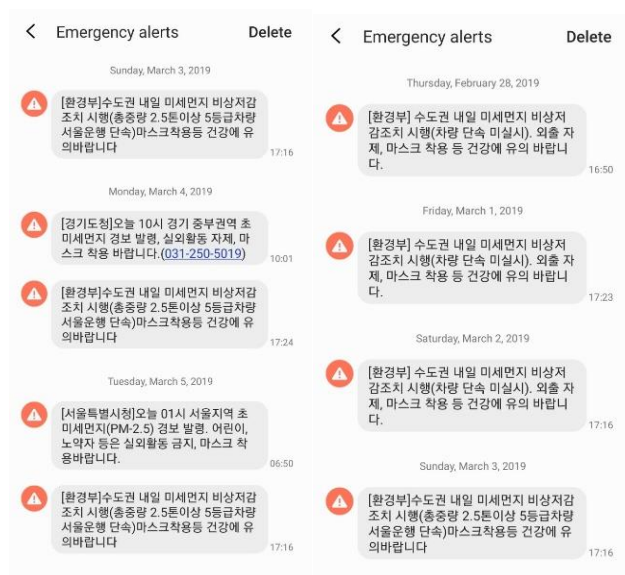 Emergency alerts
Delete
Sunday, March 3, 2019
[환경부]수도권 내일 미세먼지 비상저감
조치 시행(총중량 2.5톤이상 5등급차량
서울운행 단속)마스크착용등 건강에 유
의바랍니다
17:16
Monday, March 4, 2019
[경기도청]오늘 10시 경기 중부권역 초
미세먼지 경보 발령, 실외활동 자제, 마
스크 착용 바랍니다.(031-250-5019)
10:01
[환경부]수도권 내일 미세먼지 비상저감
조치 시행(총중량 2.5톤이상 5등급차량
서울운행 단속)마스크착용등 건강에 유
의바랍니다
17:24
Tuesday, March 5, 2019
[서울특별시청]오늘 01시 서울지역 초
미세먼지(PM-2.5) 경보 발령. 어린이,
노약자 등은 실외활동 금지, 마스크 착
용바랍니다.
06:50
[환경부]수도권 내일 미세먼지 비상저감
조치 시행(총중량 2.5톤이상 5등급차량
서울운행 단속)마스크착용등 건강에 유
의바랍니다
17:16
Emergency alerts
Delete
Thursday, February 28, 2019
[환경부] 수도권 내일 미세먼지 비상저
감조치 시행(차량 단속 미실시). 외출 자
제, 마스크 착용 등 건강에 유의 바랍니
다.
16:50
Friday, March 1, 2019
[환경부] 수도권 내일 미세먼지 비상저
감조치 시행(차량 단속 미실시). 외출 자
제, 마스크 착용 등 건강에 유의 바랍니
다.
17:23
Saturday, March 2, 2019
[환경부] 수도권 내일 미세먼지 비상저
감조치 시행(차량 단속 미실시). 외출 자
제, 마스크 착용 등 건강에 유의 바랍니
다.
17:16
Sunday, March 3, 2019
[환경부]수도권 내일 미세먼지 비상저감
조치 시행(총중량 2.5톤이상 5등급차량
서울운행 단속)마스크착용등 건강에 유
의바랍니다
17:16